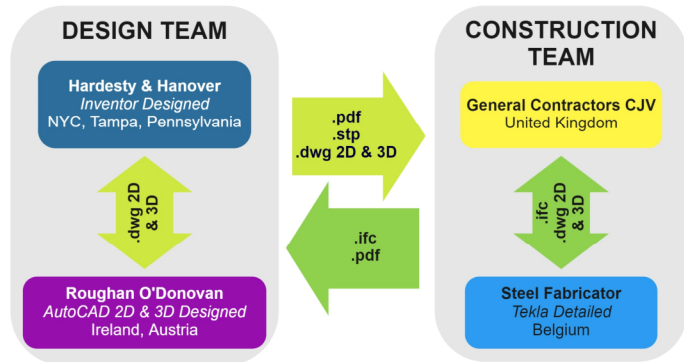 DESIGN TEAM
Hardesty & Hanover
Inventor Designed
NYC, Tampa, Pennsylvania
.dwg 2D
& 3D
Roughan O'Donovan
AutoCAD 2D & 3D Designed
Ireland, Austria
.pdf
.stp
.dwg 2D & 3D
.ifc
.pdf
CONSTRUCTION
TEAM
General Contractors CJV
United Kingdom
.ifc
.dwg 2D
& 3D
Steel Fabricator
Tekla Detailed
Belgium